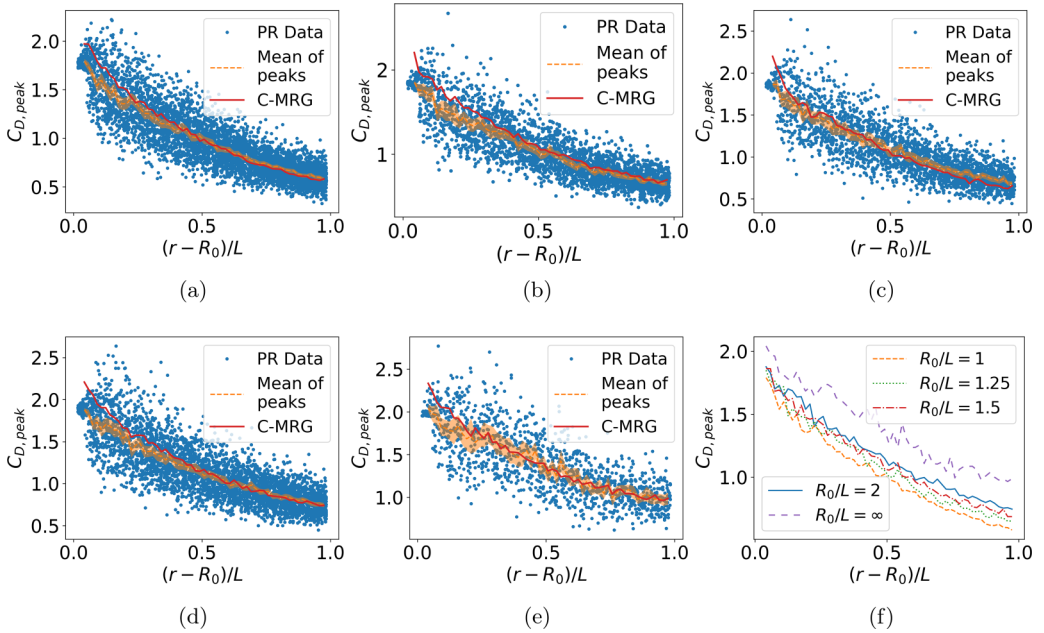 2.0
1.5
1.0
0.5
C_{D,peak}
PR Data
Mean of
peaks
C-MRG
0.0 0.5 1.0
(r − R_0)/L
(a)
2
1
C_{D,peak}
PR Data
Mean of
peaks
C-MRG
0.0 0.5 1.0
(r − R_0)/L
(b)
2.5
2.0
1.5
1.0
0.5
C_{D,peak}
PR Data
Mean of
peaks
C-MRG
0.0 0.5 1.0
(r − R_0)/L
(c)
2.5
2.0
1.5
1.0
0.5
C_{D,peak}
PR Data
Mean of
peaks
C-MRG
0.0 0.5 1.0
(r − R_0)/L
(d)
2.5
2.0
1.5
1.0
C_{D,peak}
PR Data
Mean of
peaks
C-MRG
0.0 0.5 1.0
(r − R_0)/L
(e)
2.0
1.5
1.0
C_{D,peak}
R_0/L = 1
R_0/L = 1.25
R_0/L = 1.5
R_0/L = 2
R_0/L = ∞
0.0 0.5 1.0
(r − R_0)/L
(f)